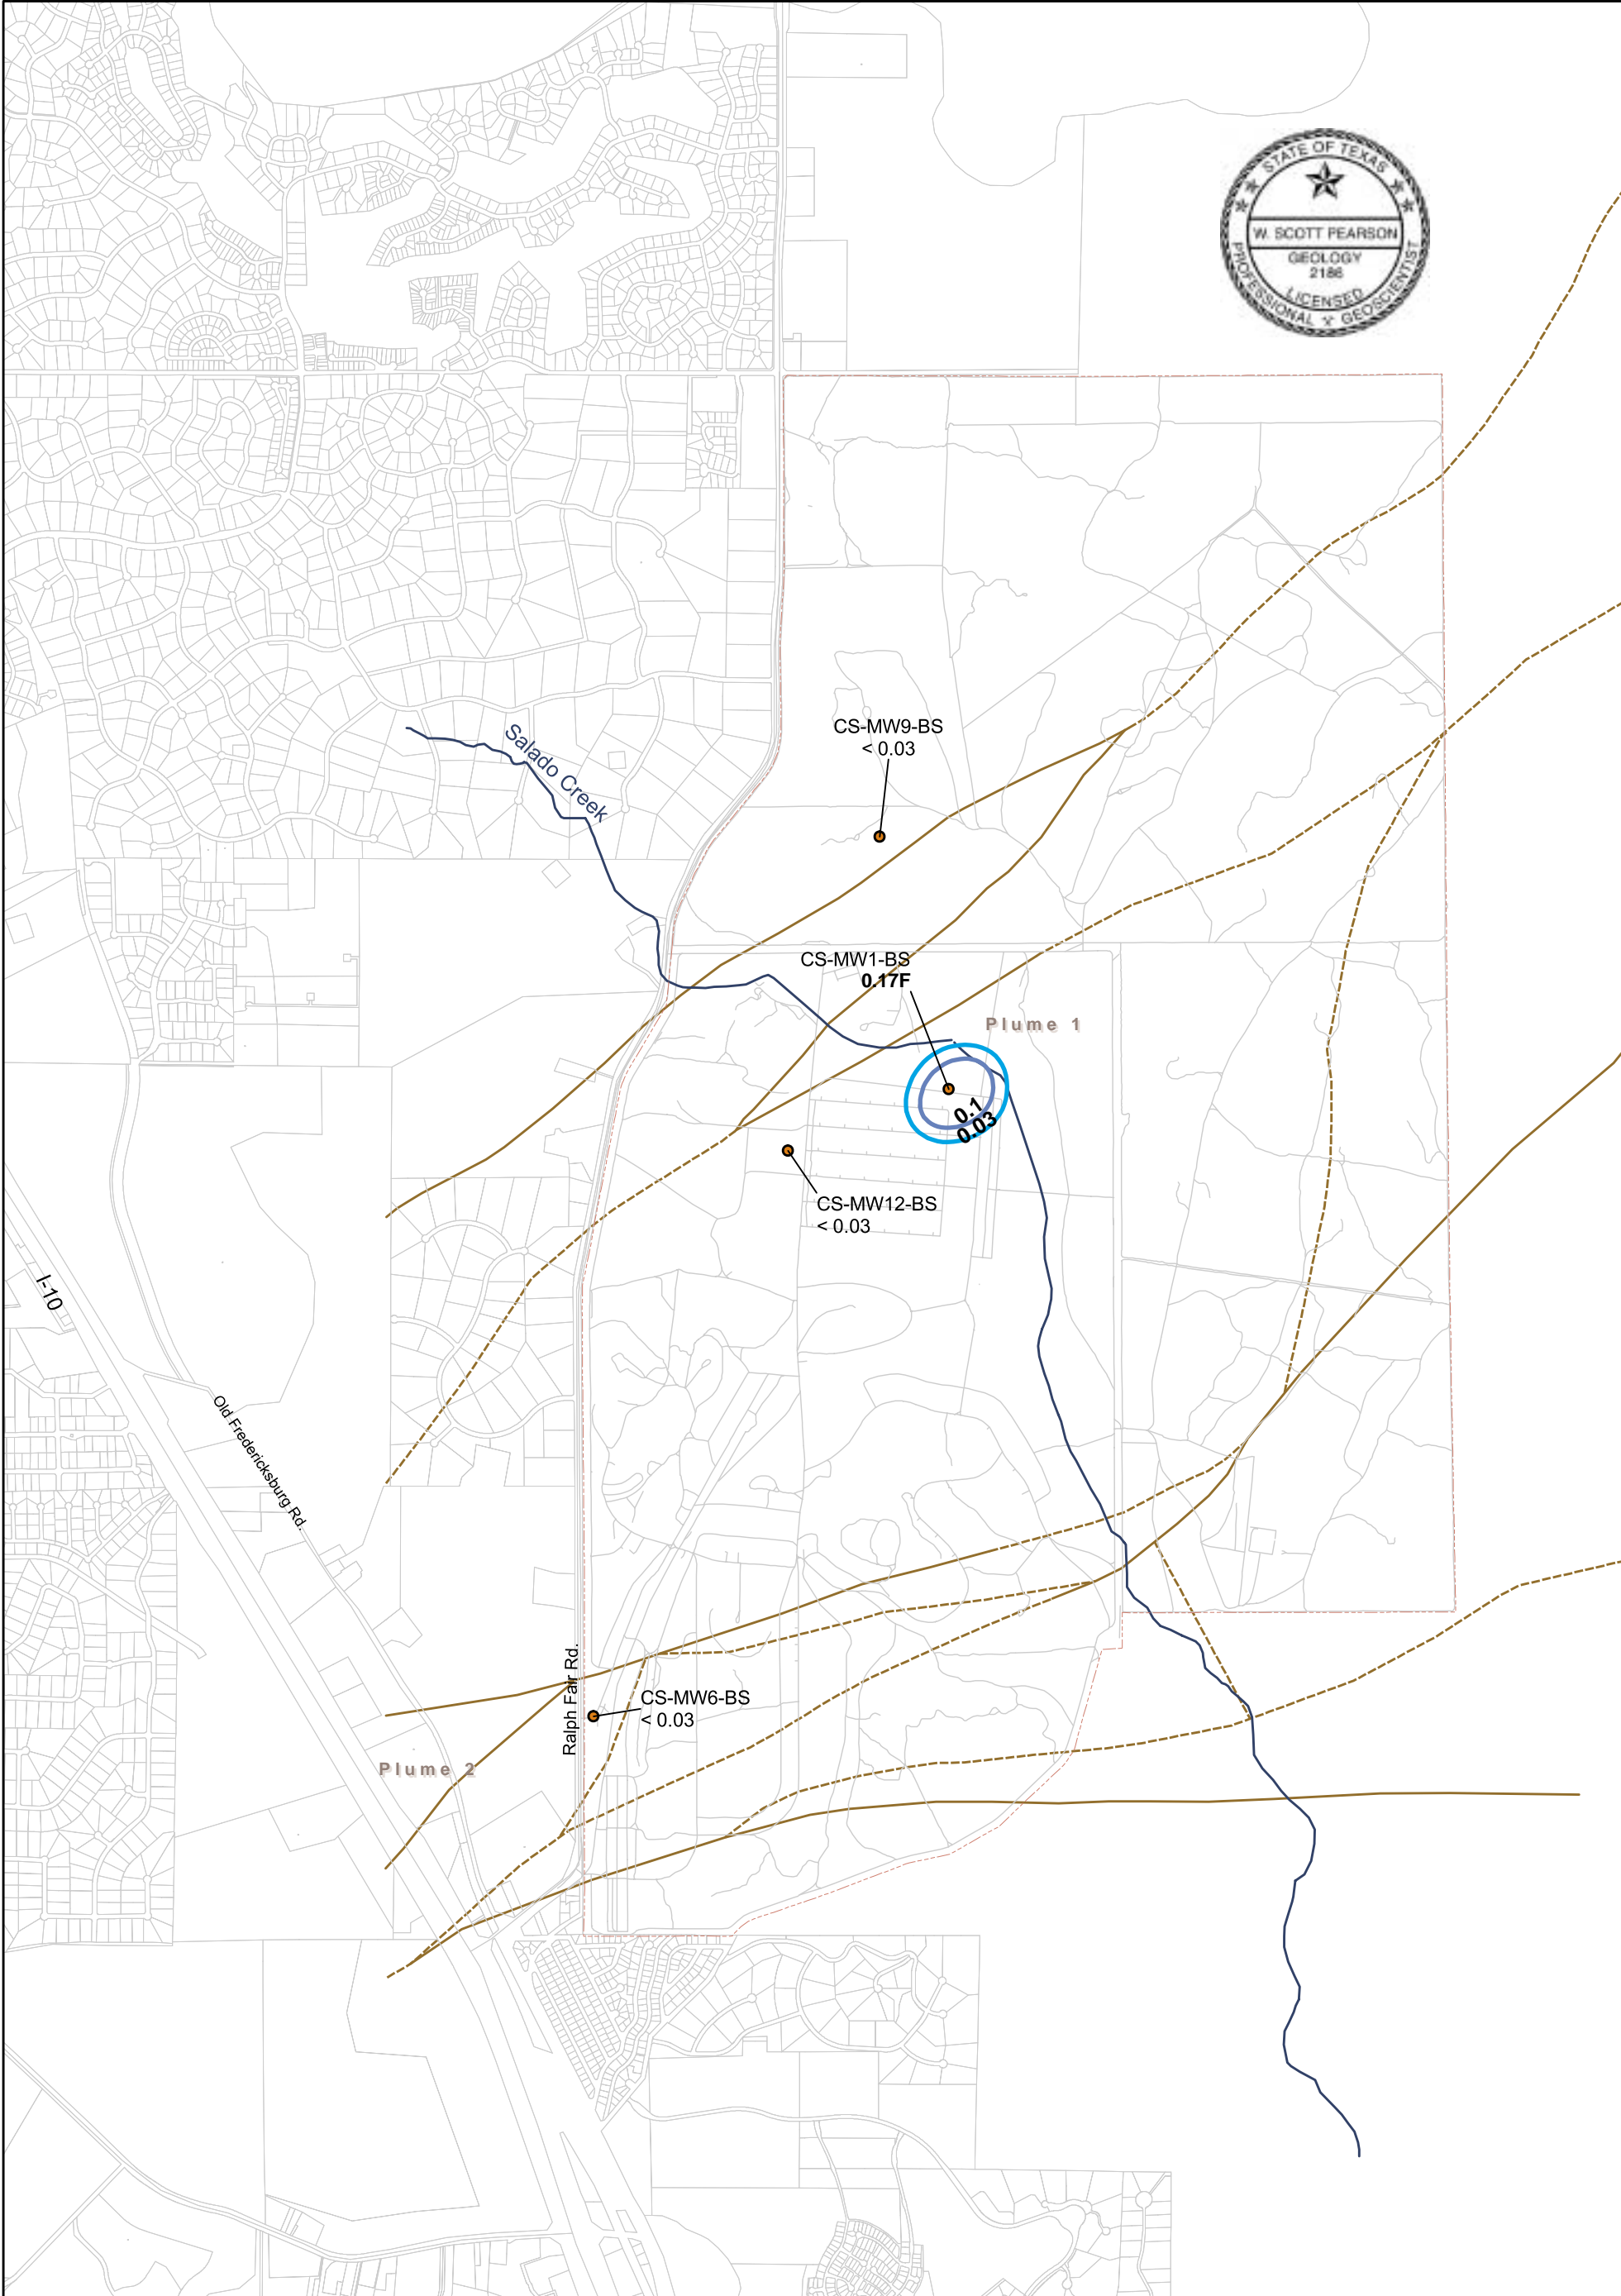 STATE OF TEXAS
W. SCOTT PEARSON
GEOLOGY
2186
LICENSED
PROFESSIONAL GEOSCIENTIST
Salado Creek
CS-MW9-BS
< 0.03
CS-MW1-BS
0.17F
Plume 1
0.1
0.03
CS-MW12-BS
< 0.03
I-10
Old Fredericksburg Rd.
Ralph Fair Rd.
CS-MW6-BS
< 0.03
Plume 2